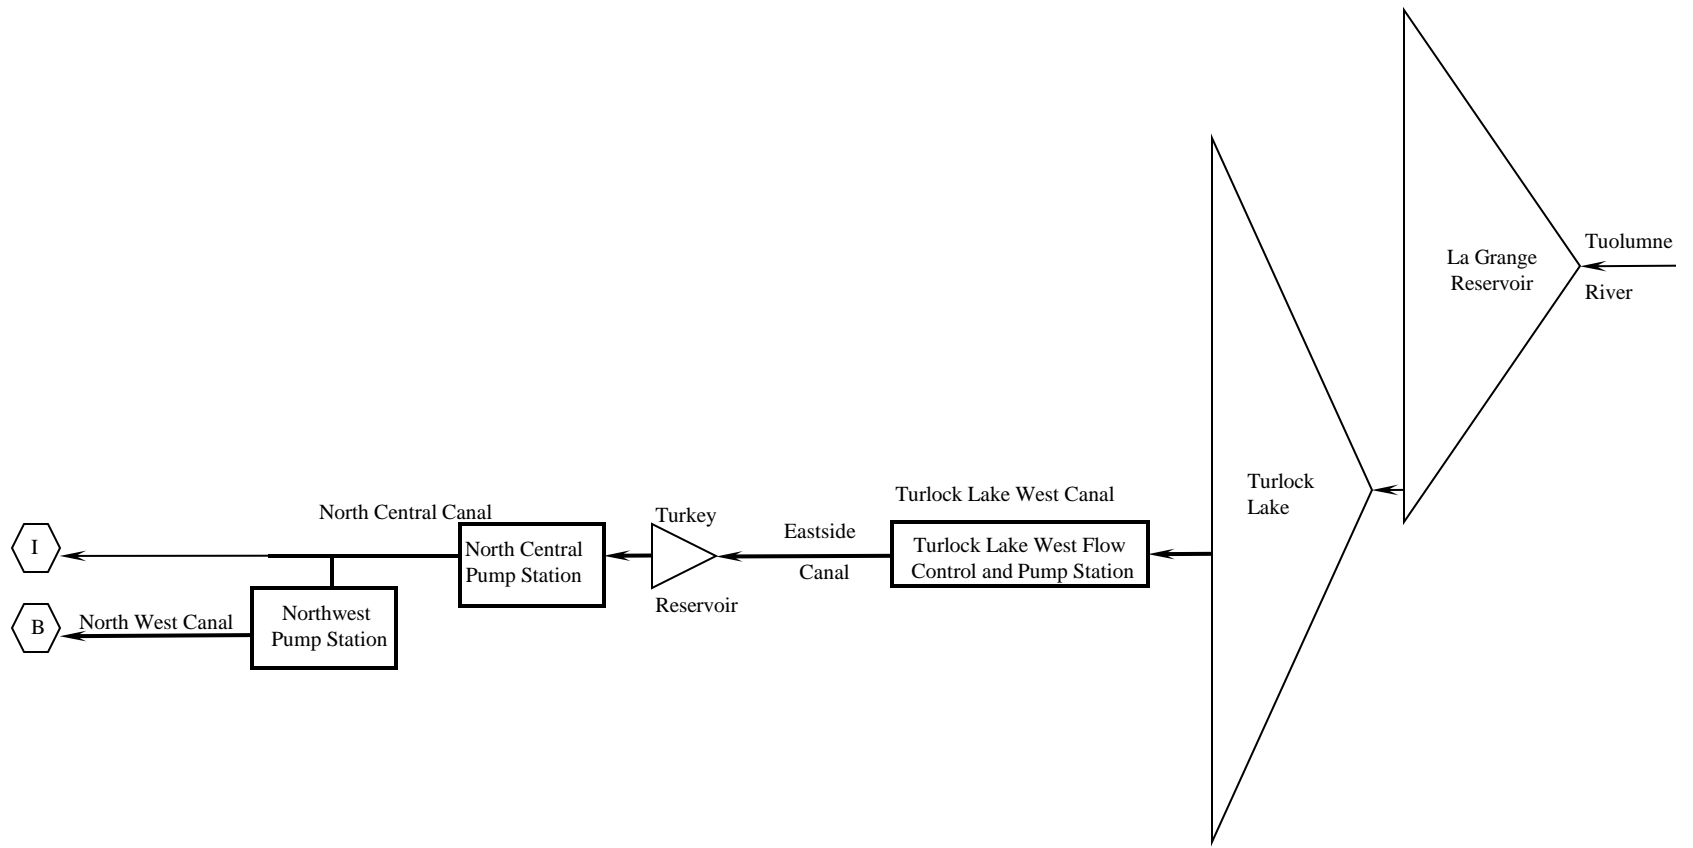 Tuolumne
River
La Grange
Reservoir
Turlock
Lake
Turlock Lake West Canal
Turlock Lake West Flow
Control and Pump Station
Eastside
Canal
Turkey
Reservoir
North Central Canal
North Central
Pump Station
I
Northwest
Pump Station
North West Canal
B